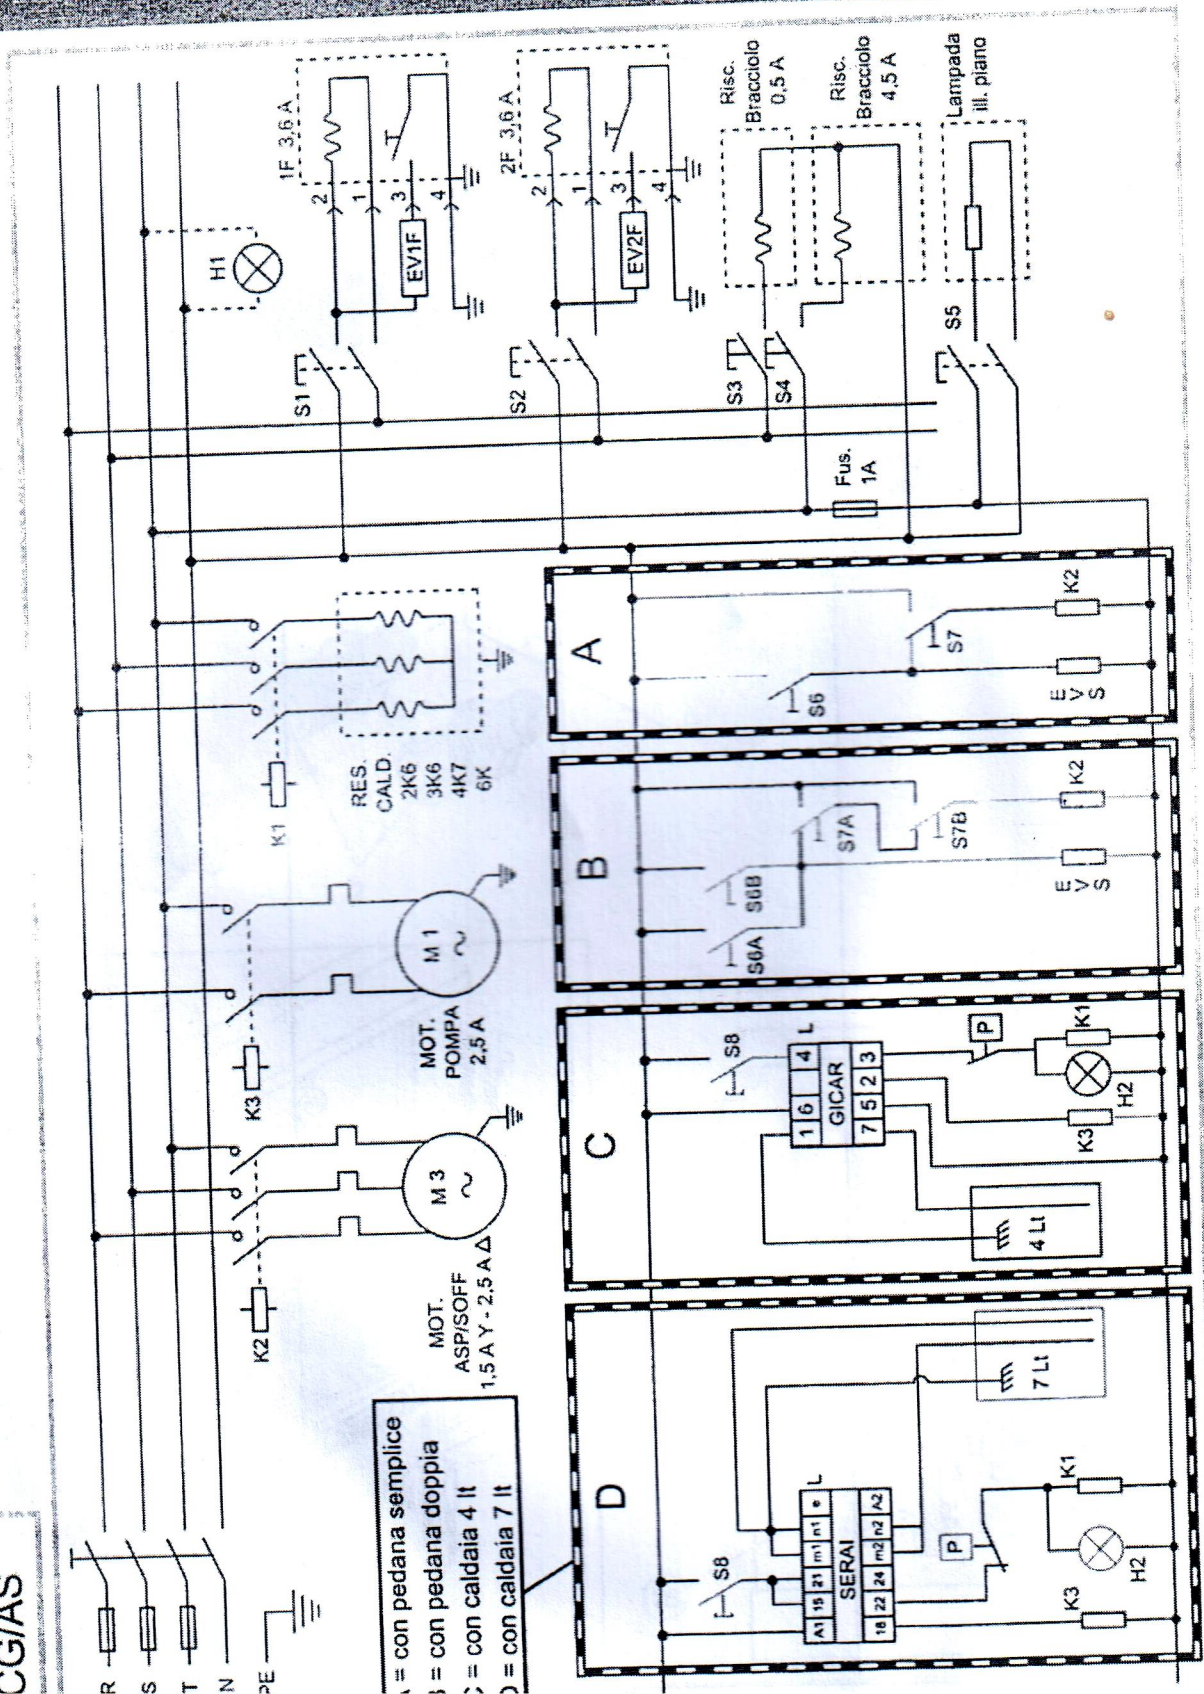 CG/AS
R
S
T
N
PE
H1
1F 3,6 A
2
1
3
4
EV1F
S1
2F 3,6 A
2
1
3
4
EV2F
S2
Risc.
Bracciolo
0,5 A
Risc.
Bracciolo
4,5 A
Lampada
ill. piano
S3
S4
S5
Fus.
1A
K1
RES.
CALD.
2K6
3K6
4K7
6K
K3
M 1
~
MOT.
POMPA
2,5 A
K2
M 3
~
MOT.
ASP/SOFF
1,5 A Y - 2,5 A Δ
= con pedana semplice
= con pedana doppia
= con caldaia 4 lt
= con caldaia 7 lt
D
S8
A1 15 21 m1 n1 e L
SERAI
18 22 24 m2 n2 A2
P
7 Lt
K3
H2
K1
C
S8
1 6 4 L
GICAR
7 5 2 3
P
4 Lt
K3
H2
K1
B
S6A
S6B
S7A
S7B
E
V
S
K2
A
S6
S7
E
V
S
K2